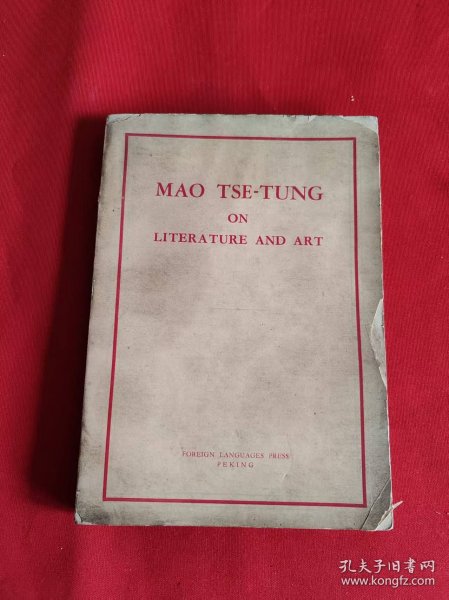 MAO TSE-TUNG
ON
LITERATURE AND ART
FOREIGN LANGUAGES PRESS
PEKING
孔夫子旧书网
www.kongfz.com